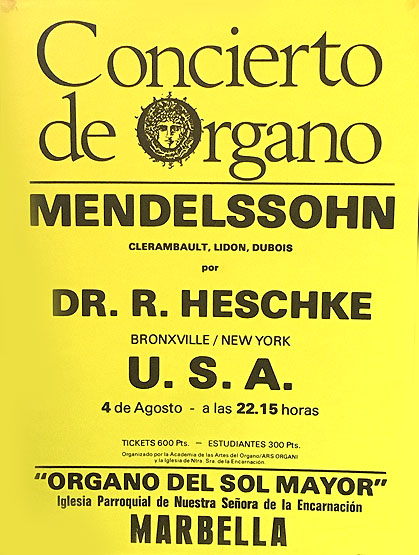 Concierto
de Organo
MENDELSSOHN
CLERAMBAULT, LIDON, DUBOIS
por
DR. R. HESCHKE
BRONXVILLE / NEW YORK
U. S. A.
4 de Agosto - a las 22.15 horas
TICKETS 600 Pts. — ESTUDIANTES 300 Pts.
Organizado por la Academia de las Artes del Organo/ARS ORGANI
y la Iglesia de Ntra. Sra. de la Encarnación.
"ORGANO DEL SOL MAYOR"
Iglesia Parroquial de Nuestra Señora de la Encarnación
MARBELLA